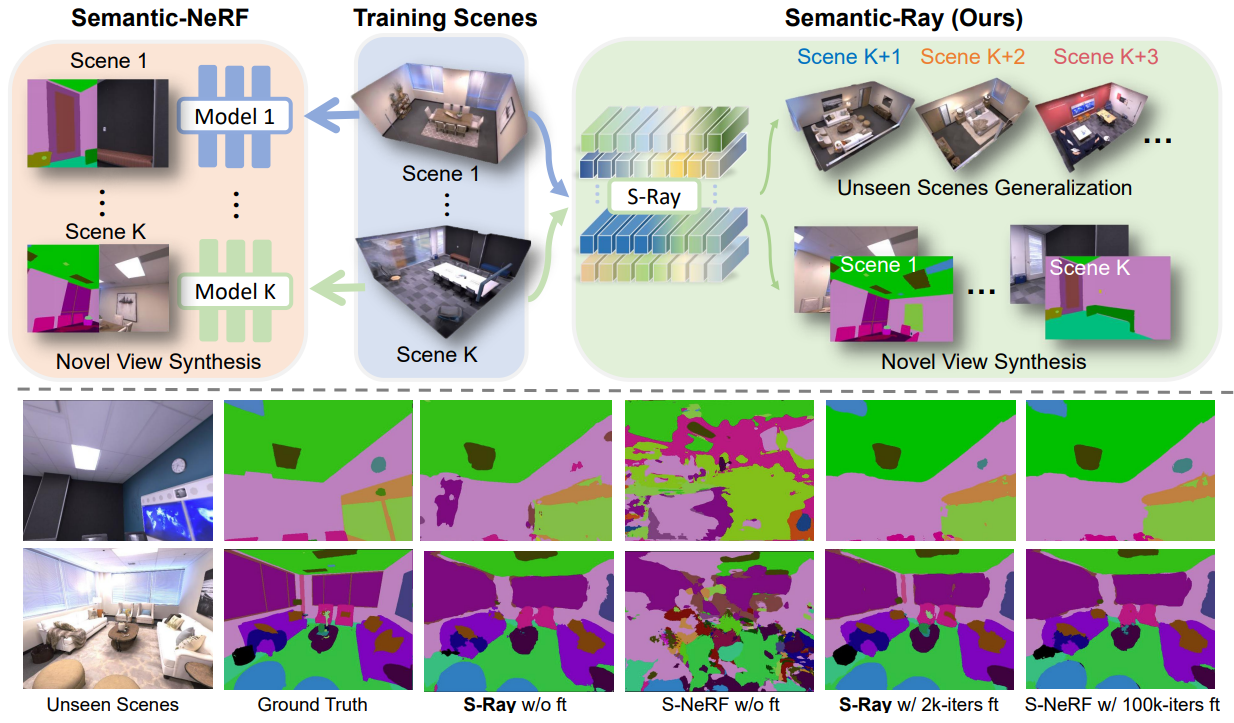 Semantic-NeRF
Training Scenes
Semantic-Ray (Ours)
Scene 1
Model 1
Scene K
Model K
Novel View Synthesis
Scene 1
Scene K
S-Ray
Scene K+1
Scene K+2
Scene K+3
...
Unseen Scenes Generalization
Scene 1
...
Scene K
Novel View Synthesis
Unseen Scenes
Ground Truth
S-Ray w/o ft
S-NeRF w/o ft
S-Ray w/ 2k-iters ft
S-NeRF w/ 100k-iters ft